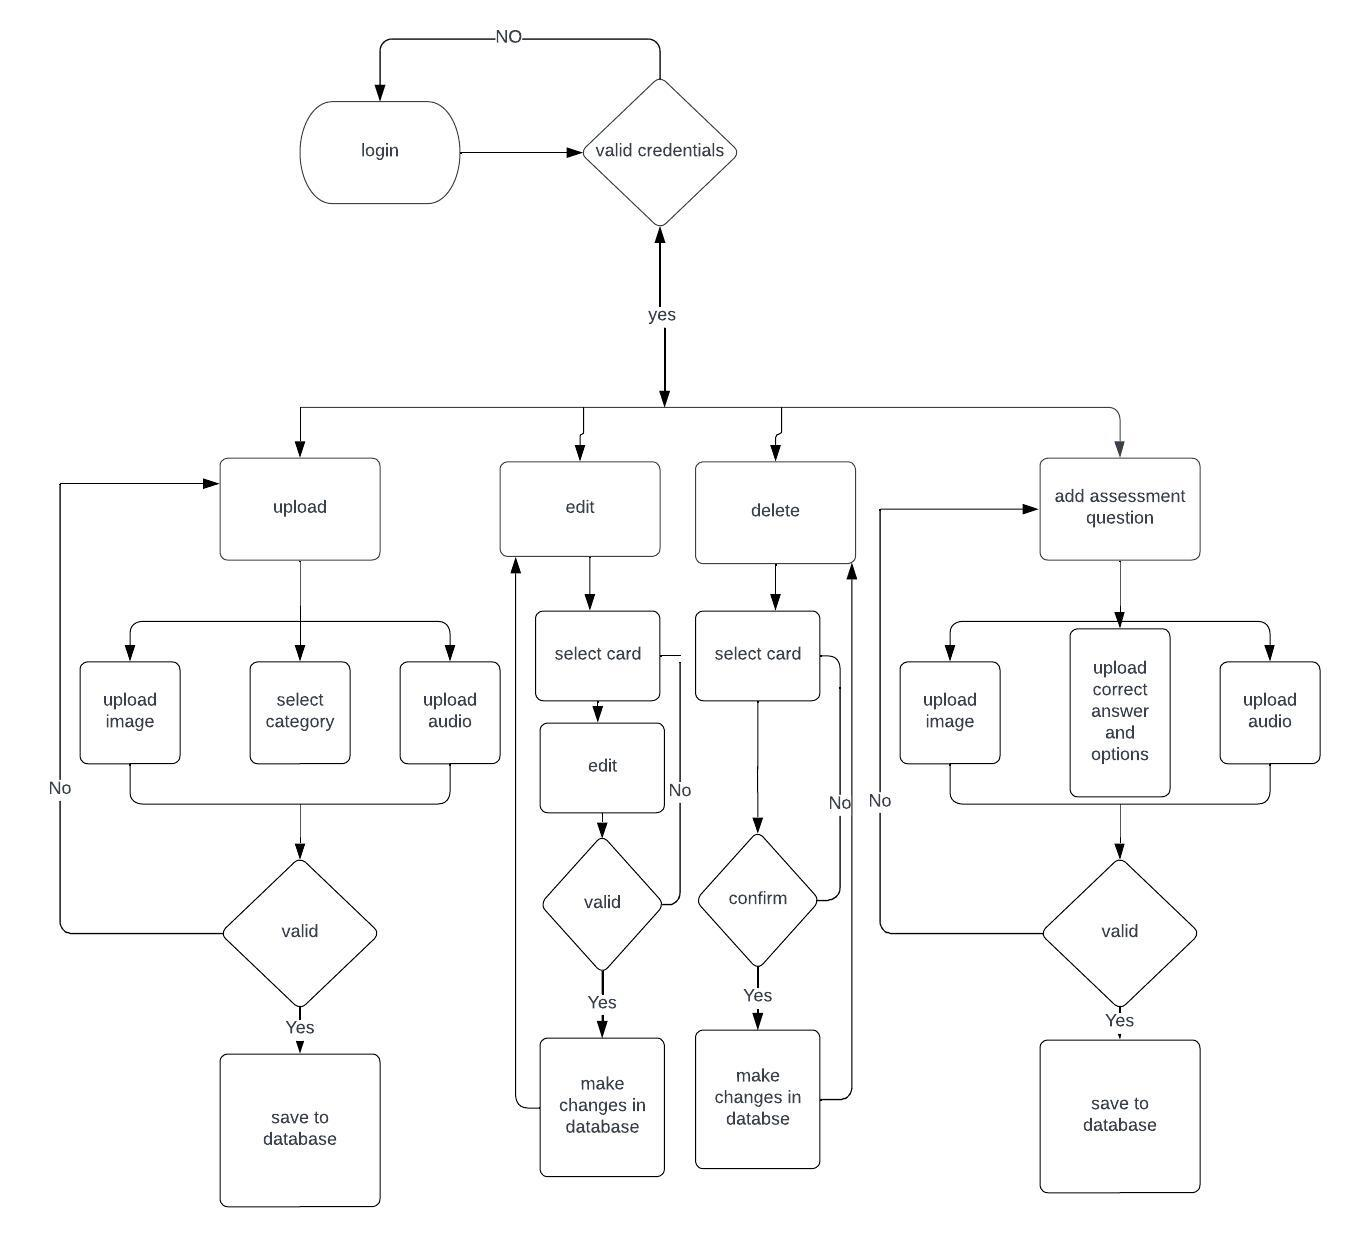 NO
login
valid credentials
yes
upload
edit
delete
add assessment
question
upload
image
select
category
upload
audio
select card
edit
select card
upload
image
upload
correct
answer
and
options
upload
audio
No
No
No
No
valid
valid
confirm
valid
Yes
Yes
Yes
Yes
save to
database
make
changes in
database
make
changes in
databse
save to
database